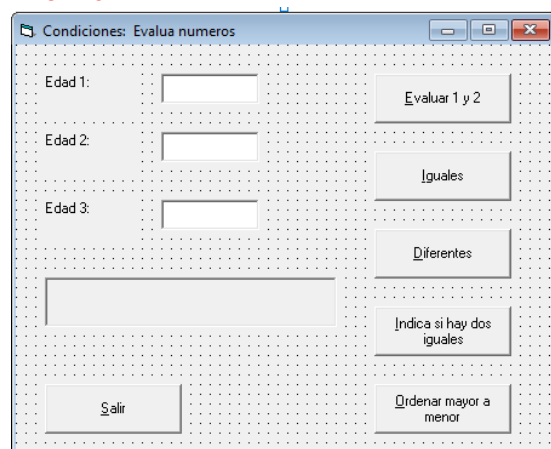 Condiciones: Evalua numeros
Edad 1:
Evaluar 1 y 2
Edad 2:
Iguales
Edad 3:
Diferentes
Indica si hay dos
iguales
Salir
Ordenar mayor a
menor